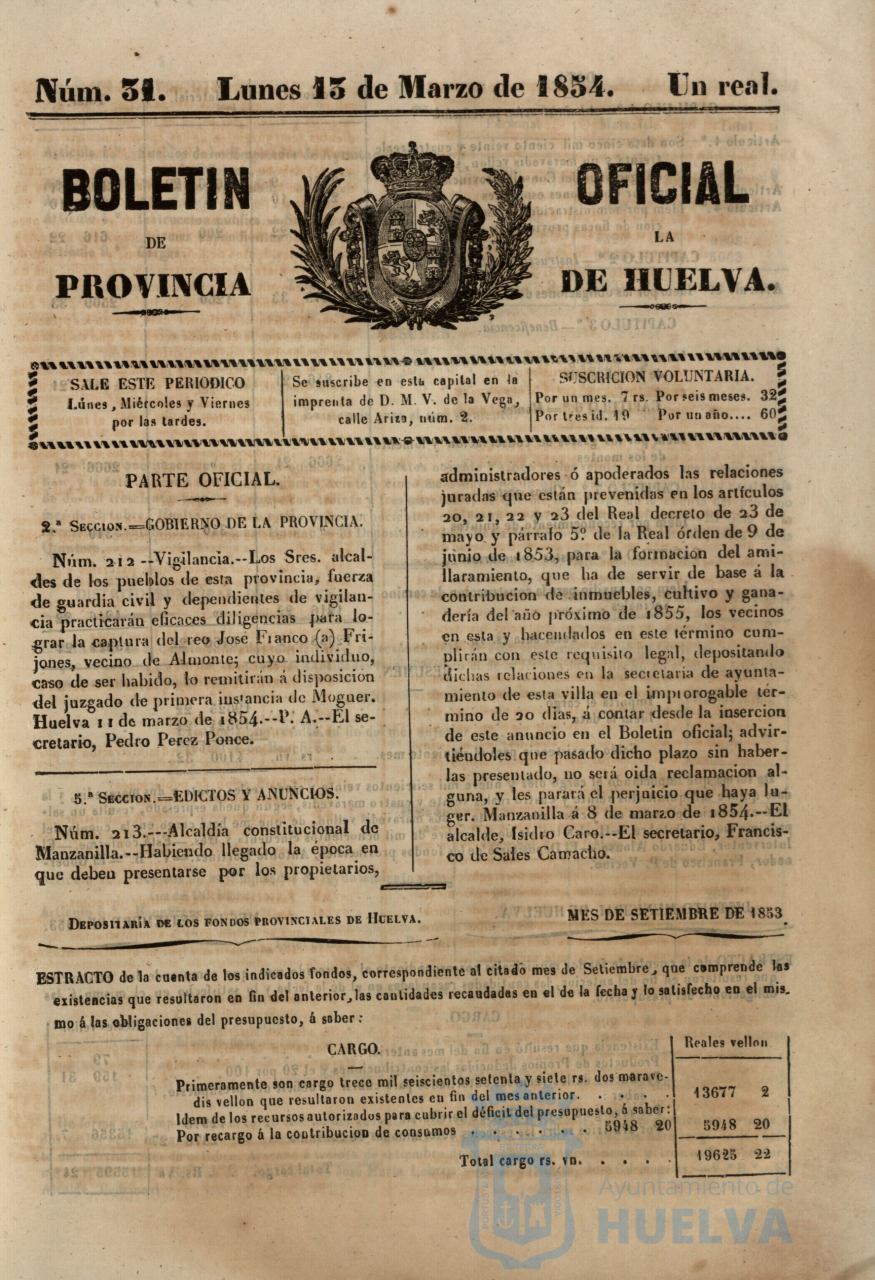 Núm. 31. Lunes 13 de Marzo de 1854. Un real.
BOLETIN OFICIAL
DE LA
PROVINCIA DE HUELVA.
SALE ESTE PERIODICO
Lúnes, Miércoles y Viernes
por las tardes.
Se suscribe en esta capital en la
imprenta de D. M. V. de la Vega,
calle Ariza, núm. 2.
SUSCRICION VOLUNTARIA.
Por un mes. 7 rs. Por seis meses. 32
Por tres id. 19 Por un año.... 60
PARTE OFICIAL.
2.ª Seccion.=GOBIERNO DE LA PROVINCIA.
Núm. 212--Vigilancia.--Los Sres. alcal-
des de los pueblos de esta provincia, fuerza
de guardia civil y dependientes de vigilan-
cia practicarán eficaces diligencias para lo-
grar la captura del reo José Franco (a) Fri-
jones, vecino de Almonte; cuyo individuo,
caso de ser habido, lo remitirán á disposicion
del juzgado de primera instancia de Moguer.
Huelva 11 de marzo de 1854.--P. A.--El se-
cretario, Pedro Perez Ponce.
5.ª Seccion.=EDICTOS Y ANUNCIOS.
Núm. 213.---Alcaldía constitucional de
Manzanilla.--Habiendo llegado la época en
que deben presentarse por los propietarios,
administradores ó apoderados las relaciones
juradas que están prevenidas en los artículos
20, 21, 22 y 23 del Real decreto de 23 de
mayo y párrafo 5º de la Real órden de 9 de
junio de 1853, para la formacion del ami-
llaramiento, que ha de servir de base á la
contribucion de inmuebles, cultivo y gana-
dería del año próximo de 1855, los vecinos
en esta y hacendados en este término cum-
plirán con este requisito legal, depositando
dichas relaciones en la secretaria de ayunta-
miento de esta villa en el improrogable tér-
mino de 20 dias, á contar desde la insercion
de este anuncio en el Boletin oficial; advir-
tiéndoles que pasado dicho plazo sin haber-
las presentado, no será oida reclamacion al-
guna, y les parará el perjuicio que haya lu-
ger. Manzanilla á 8 de marzo de 1854.--El
alcalde, Isidro Caro.--El secretario, Francis-
co de Sales Camacho.
Depositaría de los fondos provinciales de Huelva. MES DE SETIEMBRE DE 1853.
ESTRACTO de la cuenta de los indicados fondos, correspondiente al citado mes de Setiembre, que comprende las
existencias que resultaron en fin del anterior, las cantidades recaudadas en el de la fecha y lo satisfecho en el mis-
mo á las obligaciones del presupuesto, á saber:
CARGO. Reales vellon
Primeramente son cargo trece mil seiscientos setenta y siete rs. dos marave-
dis vellon que resultaron existentes en fin del mes anterior. . . . . 13677 2
Idem de los recursos autorizados para cubrir el déficit del presupuesto, á saber:
Por recargo á la contribucion de consumos . . . . . . . 5948 20 5948 20
Total cargo rs. vn. . . . . 19625 22
Ayuntamiento de
HUELVA